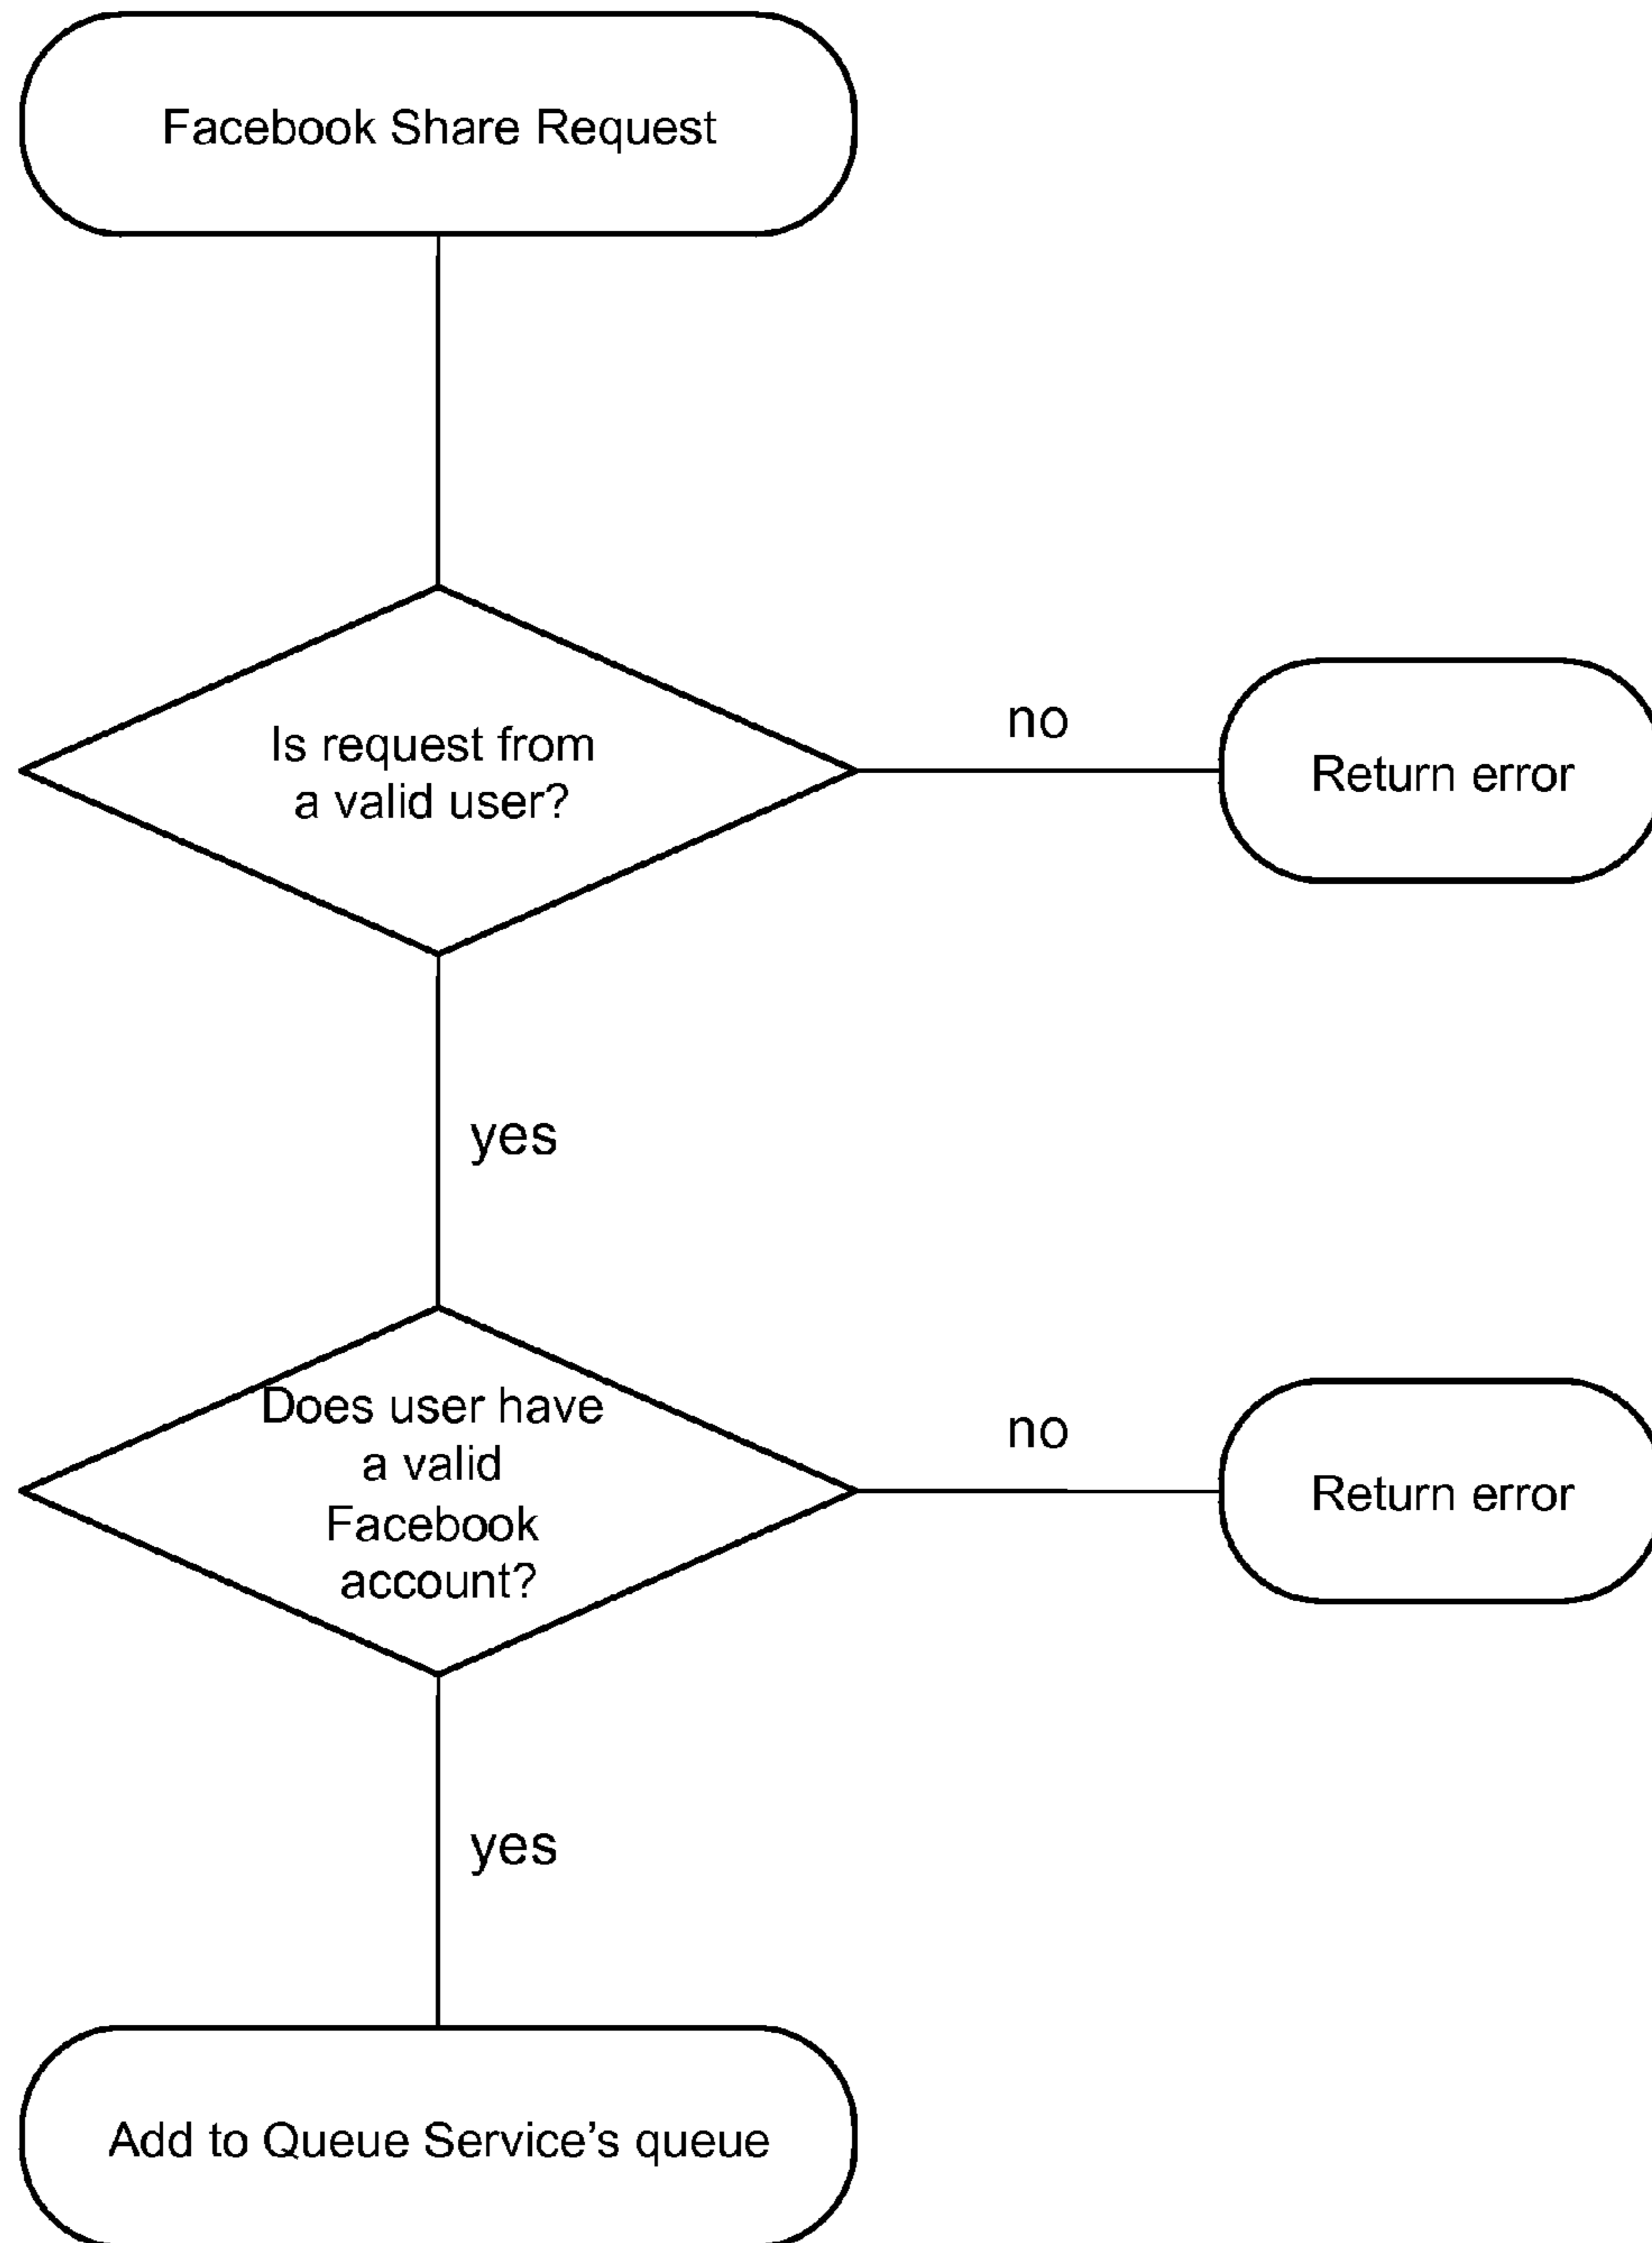 Facebook Share Request
Is request from
a valid user?
no
Return error
yes
Does user have
a valid
Facebook
account?
no
Return error
yes
Add to Queue Service’s queue